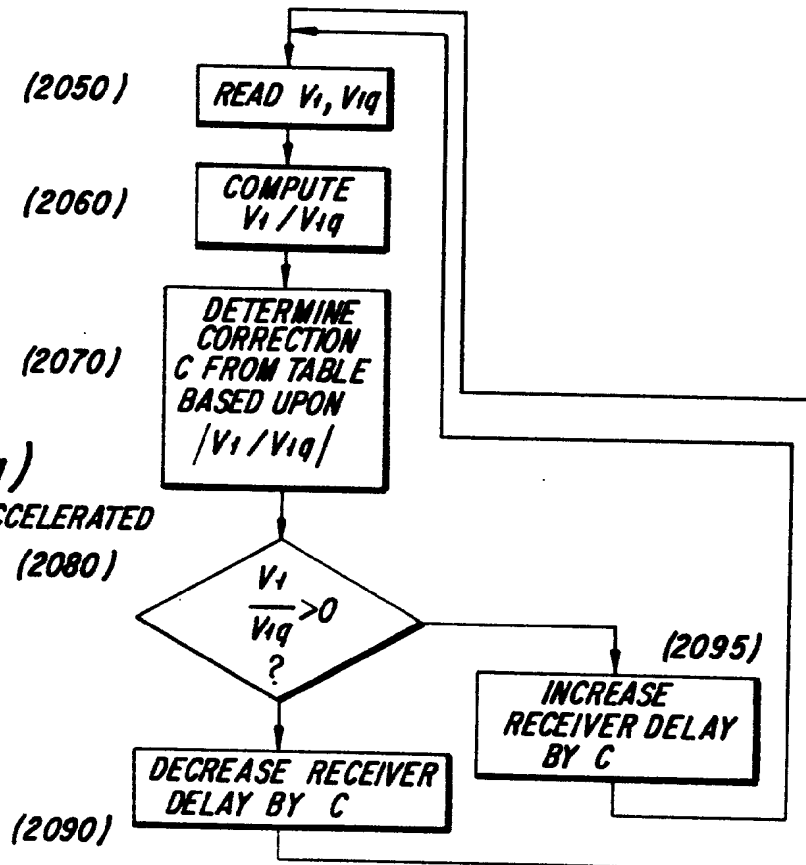 (2050)
READ V1, V1q
(2060)
COMPUTE
V1 / V1q
(2070)
DETERMINE
CORRECTION
C FROM TABLE
BASED UPON
|V1 / V1q|
)
CCELERATED
(2080)
V1
V1q >0
?
(2095)
INCREASE
RECEIVER DELAY
BY C
DECREASE RECEIVER
DELAY BY C
(2090)